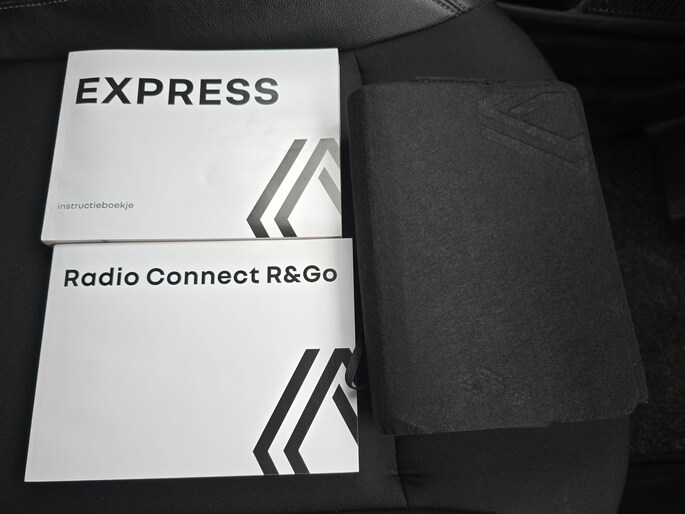 EXPRESS
instructieboekje
Radio Connect R&Go